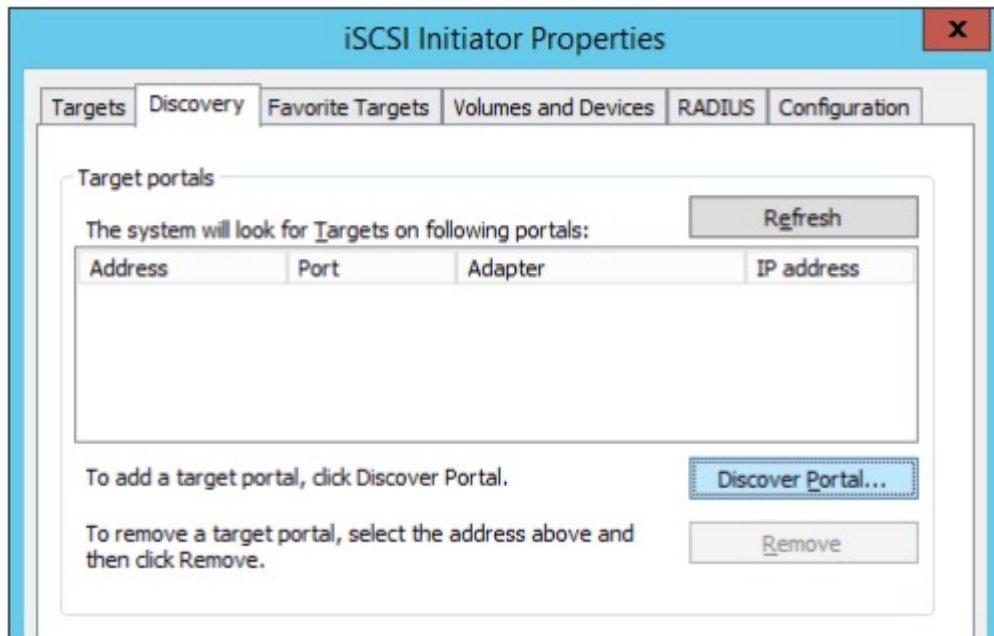 iSCSI Initiator Properties
x
Targets Discovery Favorite Targets Volumes and Devices RADIUS Configuration
Target portals
Refresh
The system will look for Targets on following portals:
Address Port Adapter IP address
To add a target portal, click Discover Portal.
Discover Portal...
To remove a target portal, select the address above and
then click Remove.
Remove